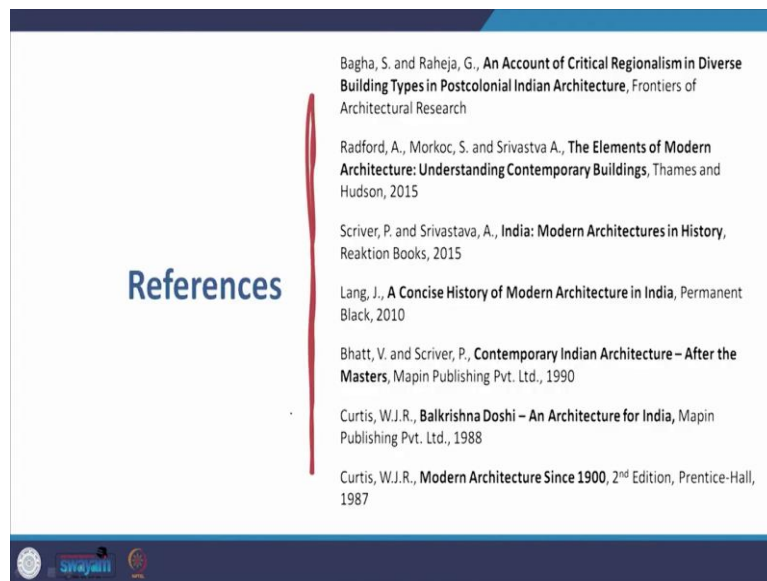 References
Bagha, S. and Raheja, G., An Account of Critical Regionalism in Diverse
Building Types in Postcolonial Indian Architecture, Frontiers of
Architectural Research
Radford, A., Morkoc, S. and Srivastva A., The Elements of Modern
Architecture: Understanding Contemporary Buildings, Thames and
Hudson, 2015
Scriver, P. and Srivastava, A., India: Modern Architectures in History,
Reaktion Books, 2015
Lang, J., A Concise History of Modern Architecture in India, Permanent
Black, 2010
Bhatt, V. and Scriver, P., Contemporary Indian Architecture – After the
Masters, Mapin Publishing Pvt. Ltd., 1990
Curtis, W.J.R., Balkrishna Doshi – An Architecture for India, Mapin
Publishing Pvt. Ltd., 1988
Curtis, W.J.R., Modern Architecture Since 1900, 2nd Edition, Prentice-Hall,
1987
swayam